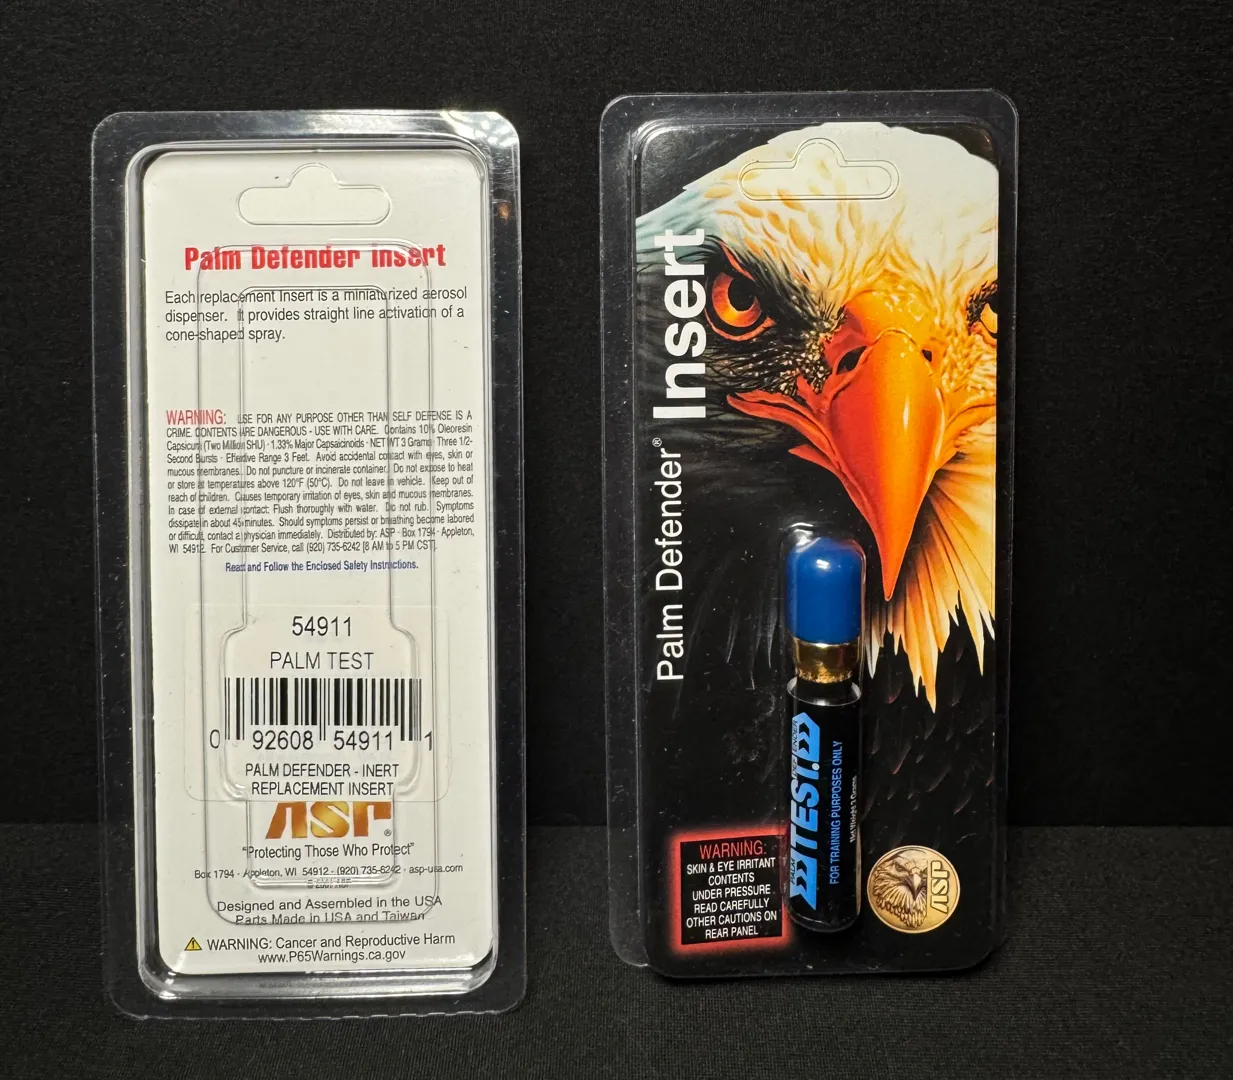 Palm Defender Insert
Each replacement Insert is a miniaturized aerosol
dispenser. It provides straight line activation of a
cone-shaped spray.
WARNING: USE FOR ANY PURPOSE OTHER THAN SELF DEFENSE IS A
CRIME. CONTENTS ARE DANGEROUS - USE WITH CARE. Contains 10% Oleoresin
Capsicum (Two Million SHU) · 1.33% Major Capsaicinoids · NET WT 3 Grams · Three 1/2-
Second Bursts · Effective Range 3 Feet. Avoid accidental contact with eyes, skin or
mucous membranes. Do not puncture or incinerate container. Do not expose to heat
or store at temperatures above 120°F (50°C). Do not leave in vehicle. Keep out of
reach of children. Causes temporary irritation of eyes, skin and mucous membranes.
In case of external contact: Flush thoroughly with water. Do not rub. Symptoms
dissipate in about 45 minutes. Should symptoms persist or breathing become labored
or difficult, contact a physician immediately. Distributed by: ASP · Box 1794 · Appleton,
WI 54912. For Customer Service, call (920) 735-6242 [8 AM to 5 PM CST].
Read and Follow the Enclosed Safety Instructions.
54911
PALM TEST
0 92608 54911 1
PALM DEFENDER - INERT
REPLACEMENT INSERT
ASP®
"Protecting Those Who Protect"
Box 1794 · Appleton, WI 54912 · (920) 735-6242 · asp-usa.com
Designed and Assembled in the USA
Parts Made in USA and Taiwan
WARNING: Cancer and Reproductive Harm
www.P65Warnings.ca.gov
Palm Defender® Insert
PALM DEFENDER
TEST
FOR TRAINING PURPOSES ONLY
Net Weight 3 Grams
WARNING:
SKIN & EYE IRRITANT
CONTENTS
UNDER PRESSURE
READ CAREFULLY
OTHER CAUTIONS ON
REAR PANEL
ASP